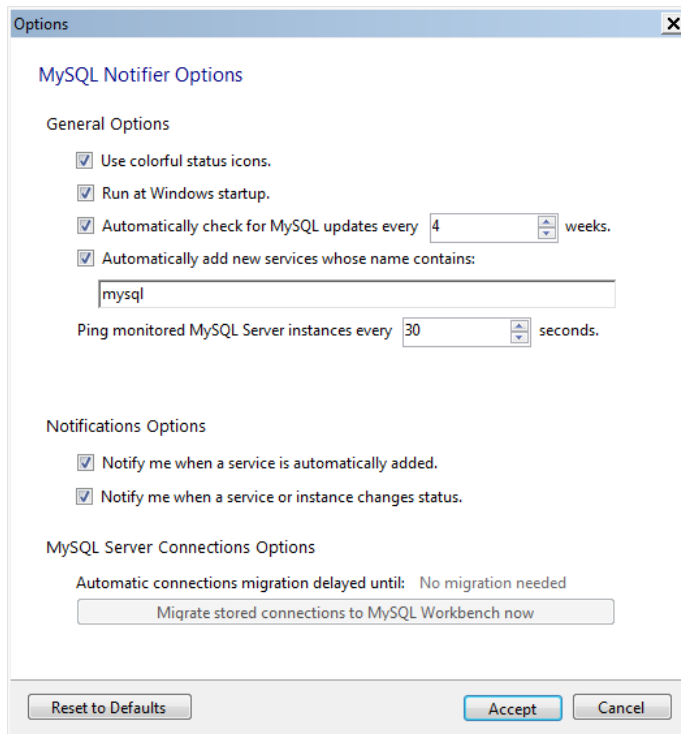 Options
MySQL Notifier Options
General Options
Use colorful status icons.
Run at Windows startup.
Automatically check for MySQL updates every 4 weeks.
Automatically add new services whose name contains:
mysql
Ping monitored MySQL Server instances every 30 seconds.
Notifications Options
Notify me when a service is automatically added.
Notify me when a service or instance changes status.
MySQL Server Connections Options
Automatic connections migration delayed until: No migration needed
Migrate stored connections to MySQL Workbench now
Reset to Defaults Accept Cancel